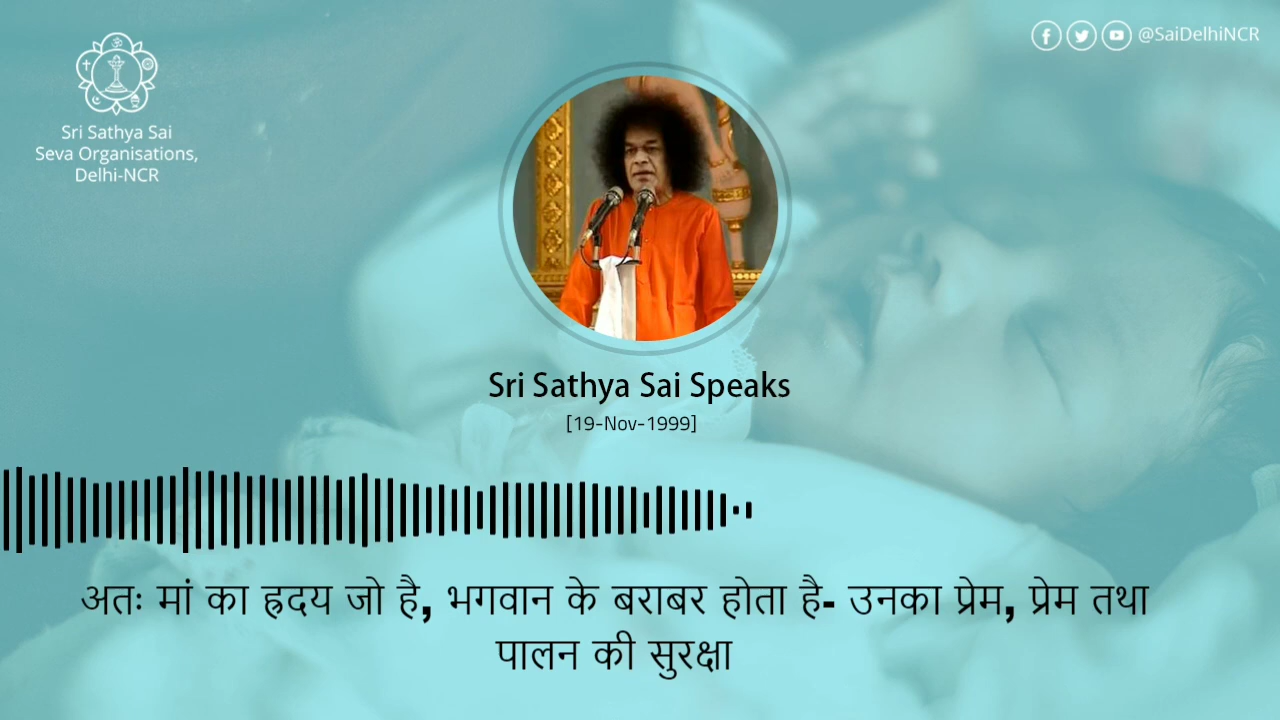 @SaiDelhiNCR
Sri Sathya Sai
Seva Organisations,
Delhi-NCR
Sri Sathya Sai Speaks
[19-Nov-1999]
अतः मां का ह्रदय जो है, भगवान के बराबर होता है- उनका प्रेम, प्रेम तथा
पालन की सुरक्षा